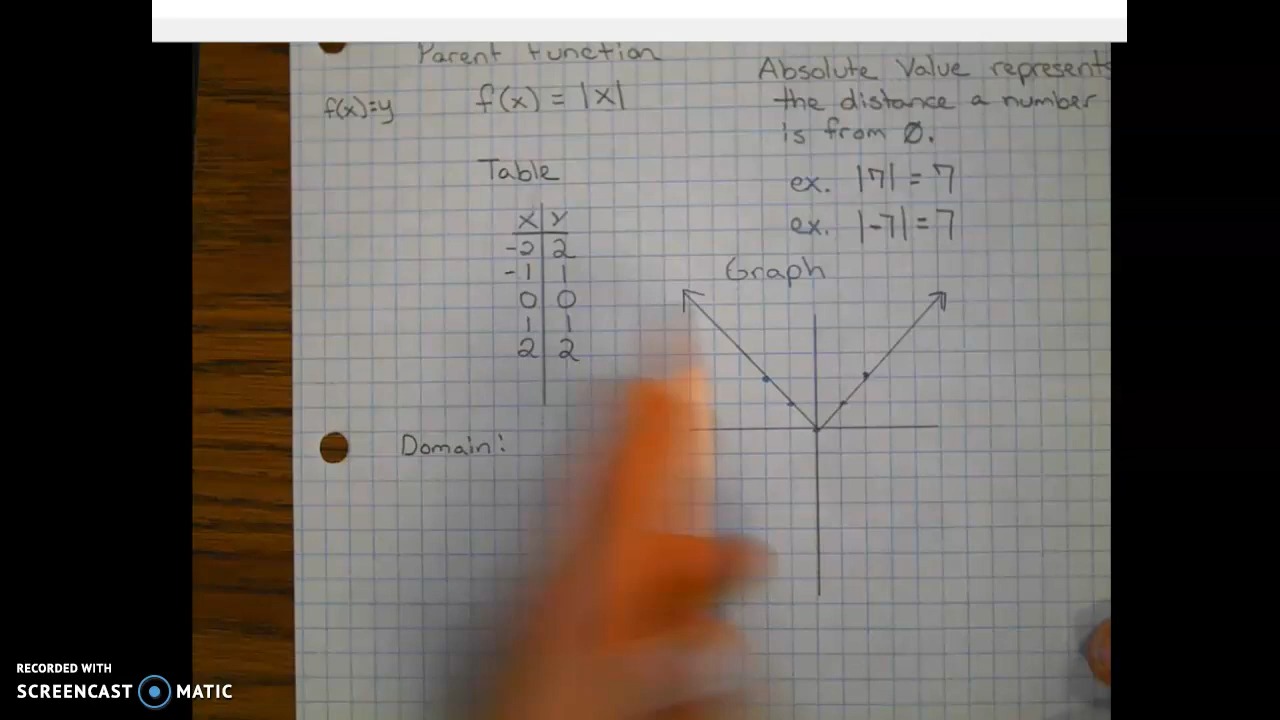 Parent function
f(x)=y
f(x) = |x|
Absolute Value represents
the distance a number
is from 0.
ex. |7| = 7
ex. |-7| = 7
Table
x y
-2 2
-1 1
0 0
1 1
2 2
Graph
Domain:
RECORDED WITH
SCREENCAST MATIC